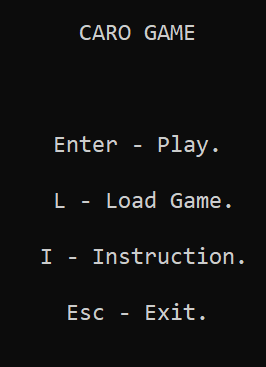 CARO GAME
Enter - Play.
L - Load Game.
I - Instruction.
Esc - Exit.